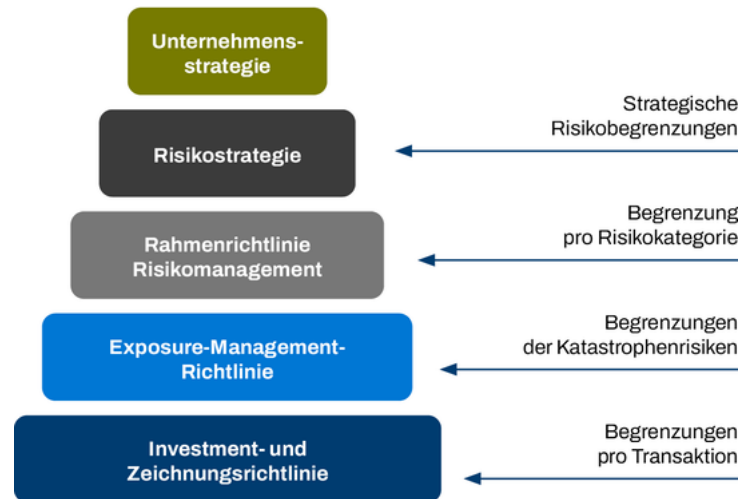 Unternehmens-
strategie
Strategische
Risikobegrenzungen
Risikostrategie
Begrenzung
pro Risikokategorie
Rahmenrichtlinie
Risikomanagement
Begrenzungen
der Katastrophenrisiken
Exposure-Management-
Richtlinie
Begrenzungen
pro Transaktion
Investment- und
Zeichnungsrichtlinie